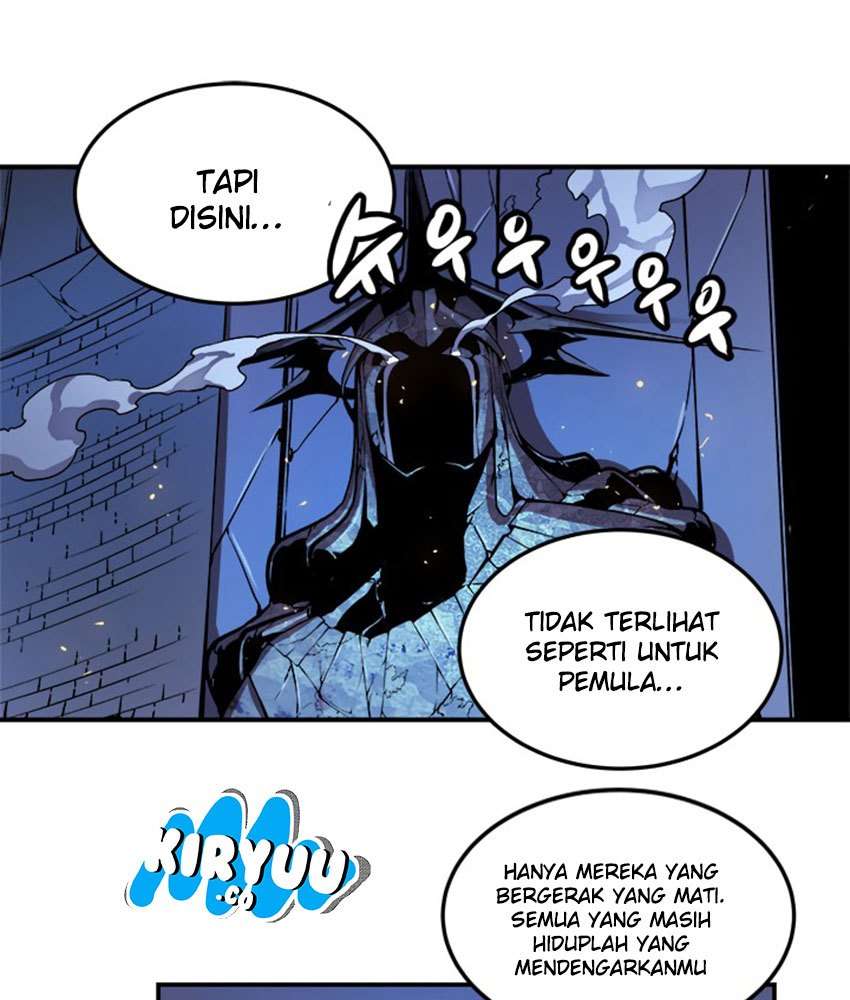 TAPI
DISINI...
슈우우우우우
TIDAK TERLIHAT
SEPERTI UNTUK
PEMULA...
KIRYUU
.CO
HANYA MEREKA YANG
BERGERAK YANG MATI.
SEMUA YANG MASIH
HIDUPLAH YANG
MENDENGARKANMU